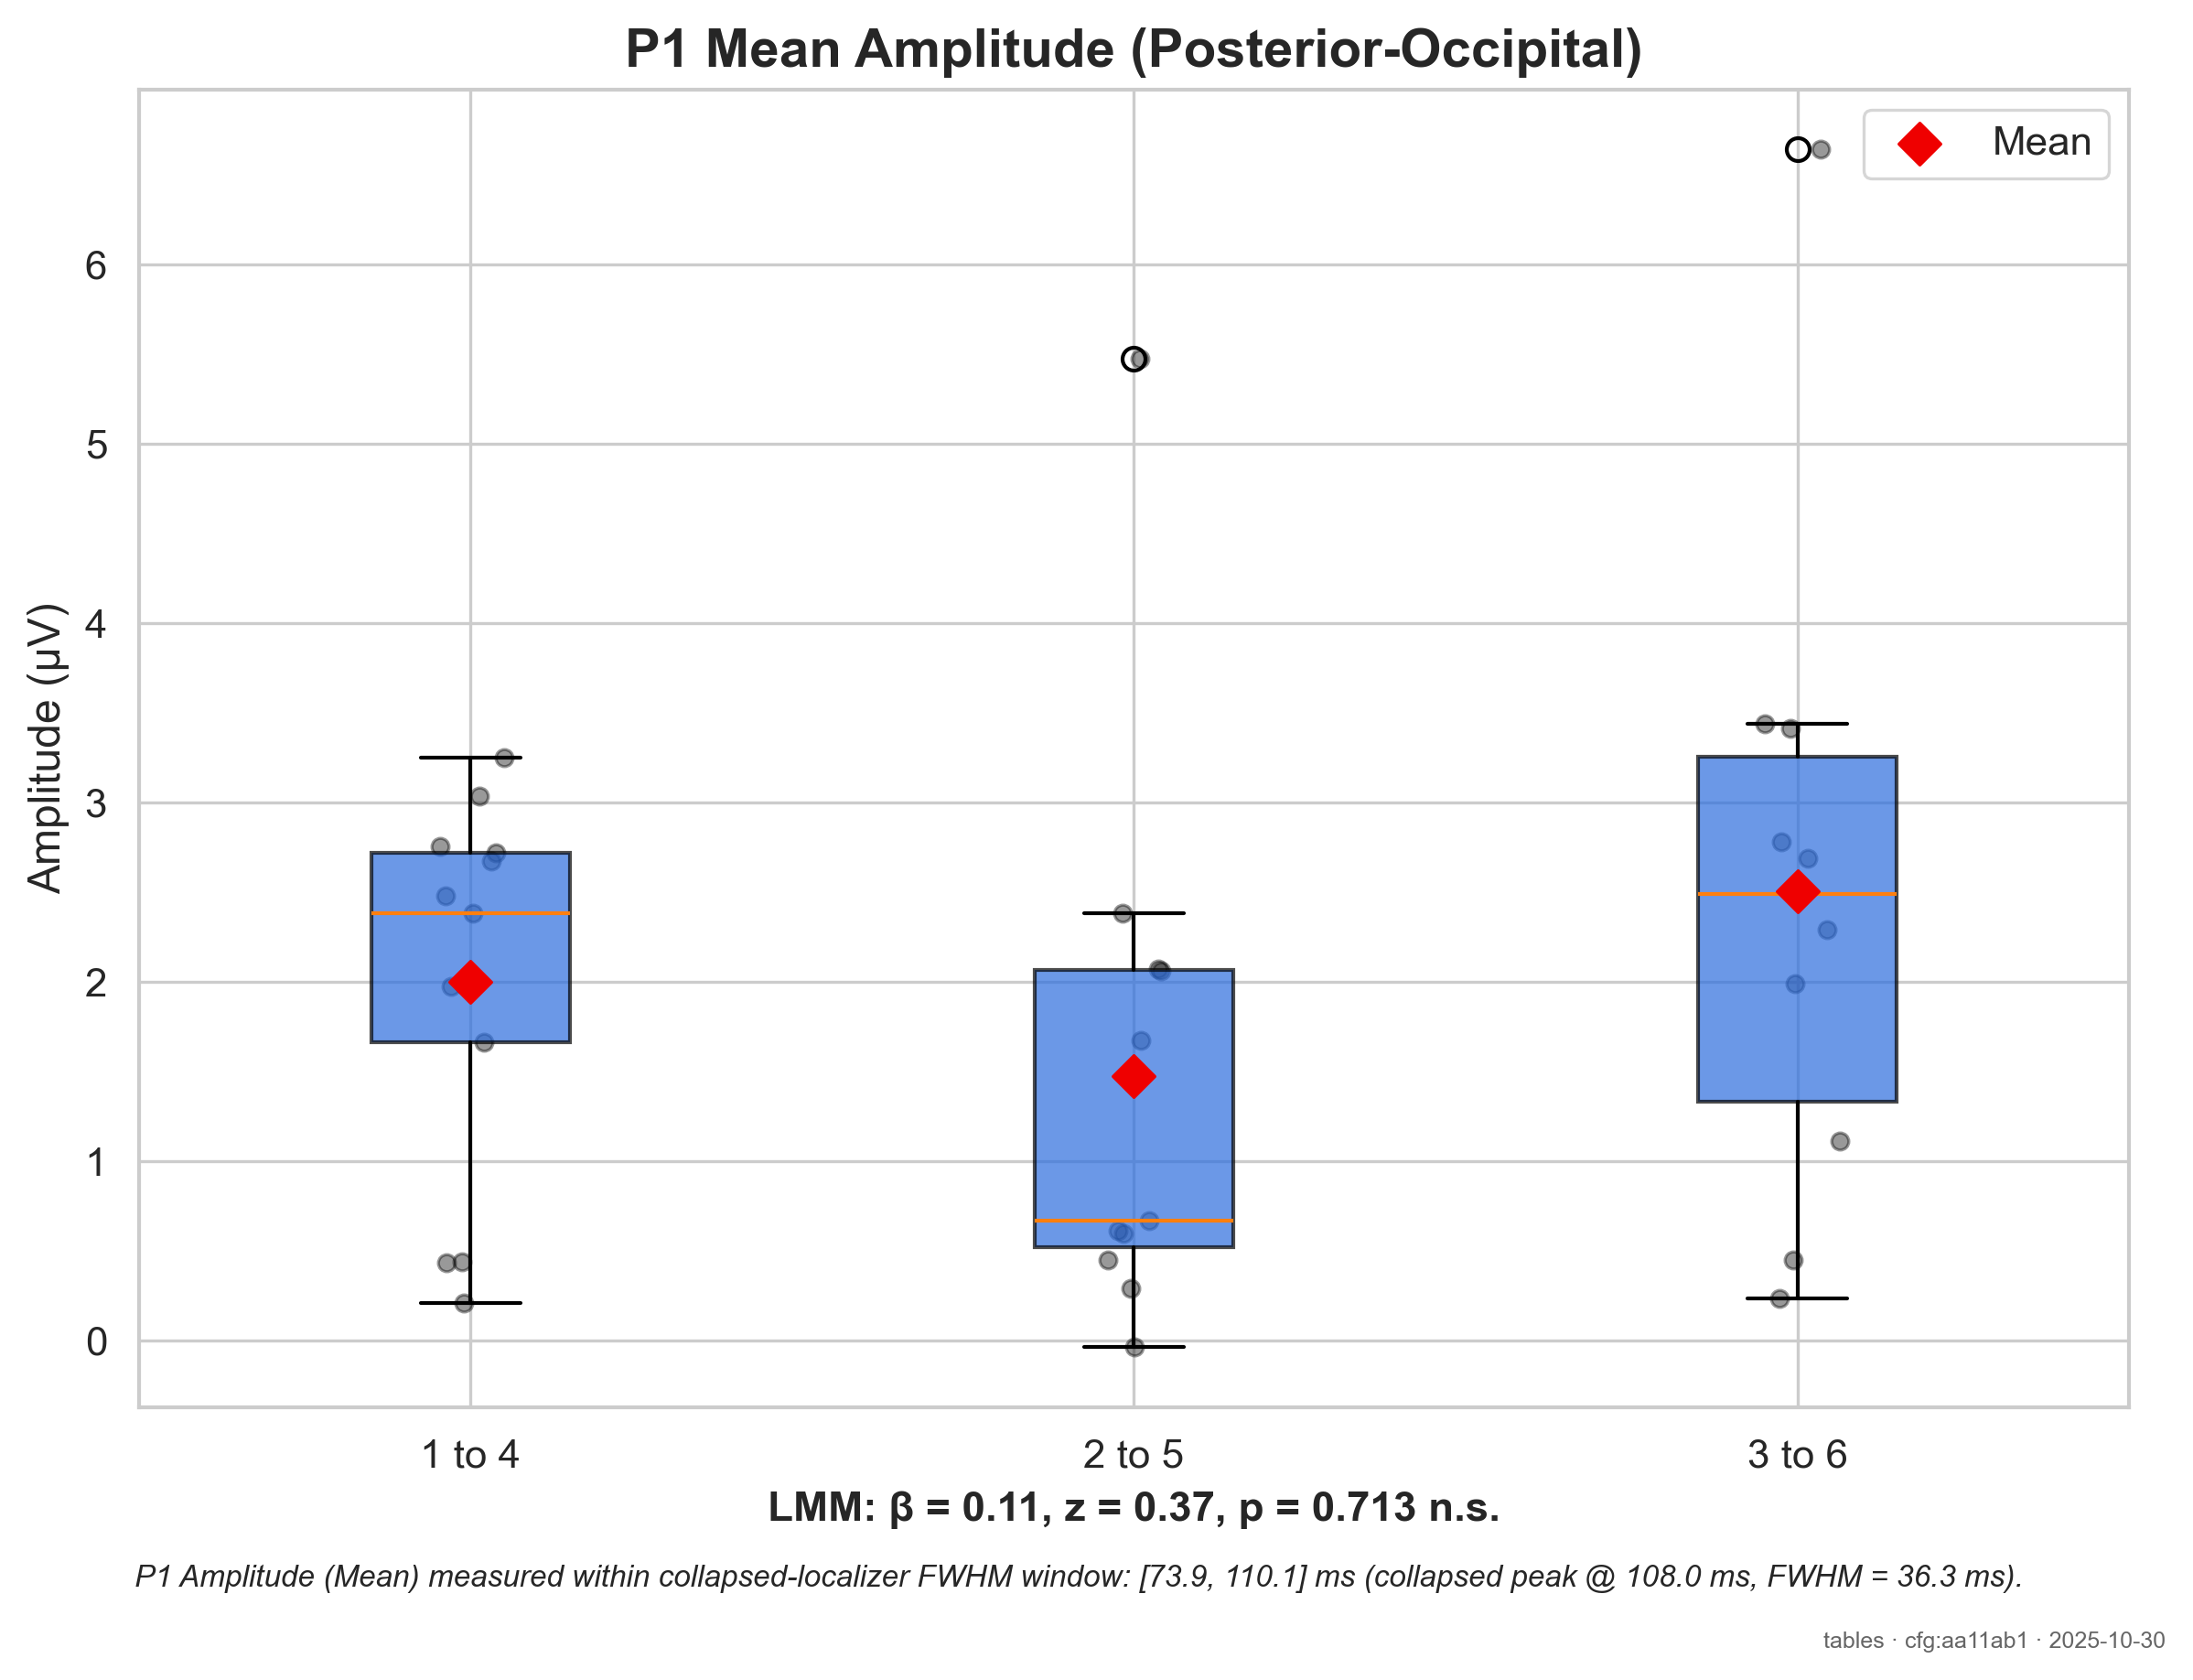 P1 Mean Amplitude (Posterior-Occipital)
Mean
6
5
4
3
2
1
0
Amplitude (µV)
1 to 4
2 to 5
3 to 6
LMM: β = 0.11, z = 0.37, p = 0.713 n.s.
P1 Amplitude (Mean) measured within collapsed-localizer FWHM window: [73.9, 110.1] ms (collapsed peak @ 108.0 ms, FWHM = 36.3 ms).
tables · cfg:aa11ab1 · 2025-10-30